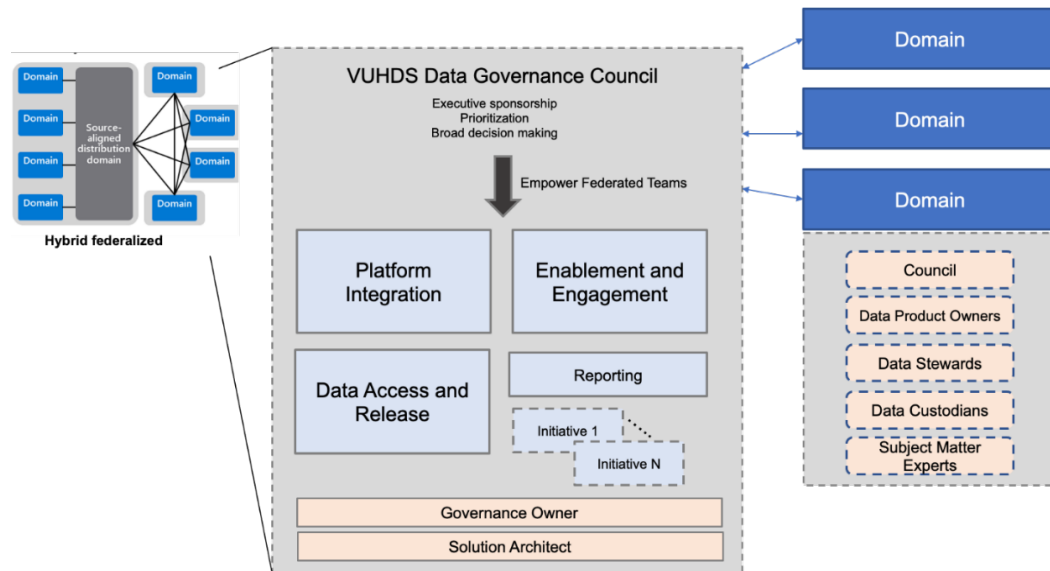 Domain
Domain
Domain
Domain
Source-
aligned
distribution
domain
Domain
Domain
Domain
Domain
Hybrid federalized
VUHDS Data Governance Council
Executive sponsorship
Prioritization
Broad decision making
Empower Federated Teams
Platform
Integration
Enablement and
Engagement
Data Access and
Release
Reporting
Initiative 1
Initiative N
Governance Owner
Solution Architect
Domain
Domain
Domain
Council
Data Product Owners
Data Stewards
Data Custodians
Subject Matter
Experts